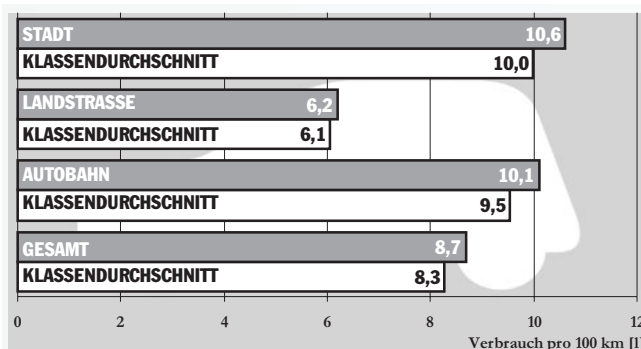 STADT 10,6
KLASSENDURCHSCHNITT 10,0
LANDSTRASSE 6,2
KLASSENDURCHSCHNITT 6,1
AUTOBAHN 10,1
KLASSENDURCHSCHNITT 9,5
GESAMT 8,7
KLASSENDURCHSCHNITT 8,3
0 2 4 6 8 10 12
Verbrauch pro 100 km [l]